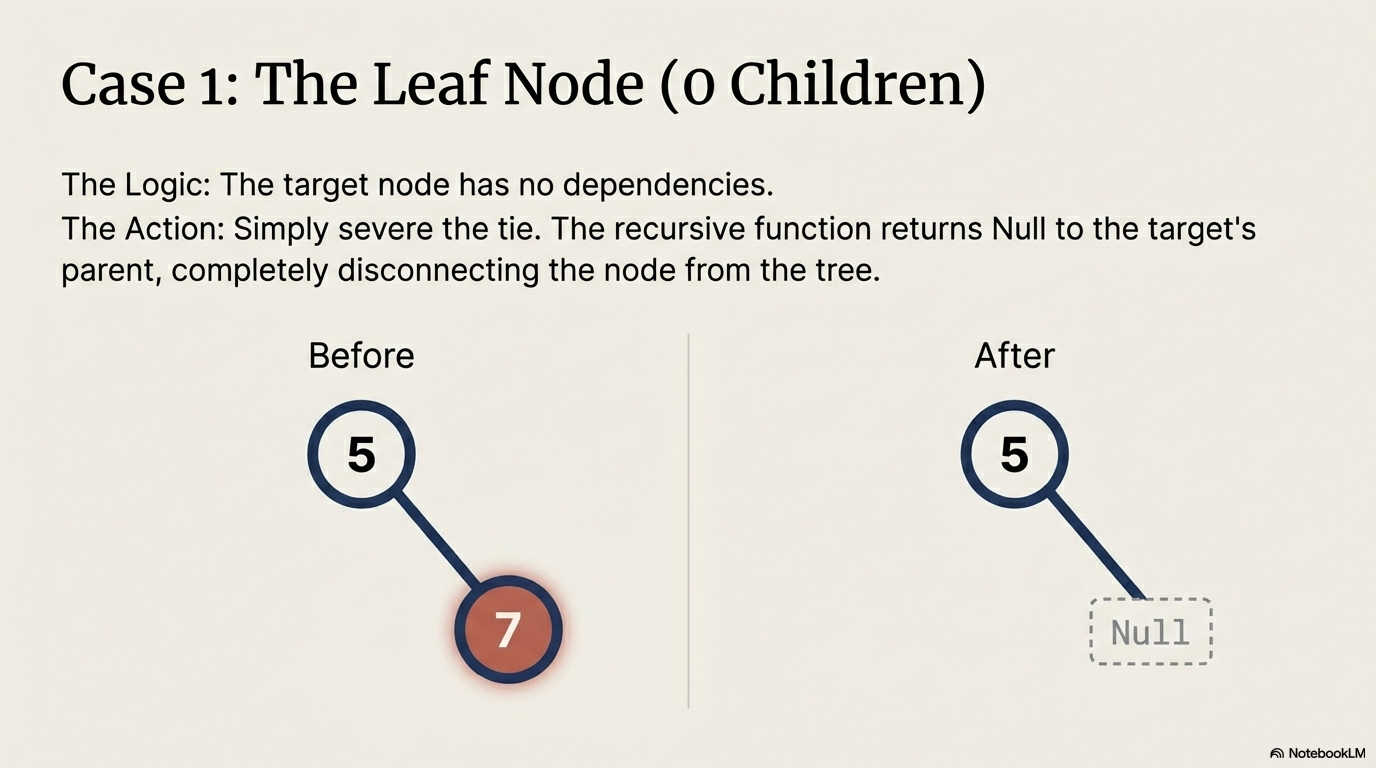 Case 1: The Leaf Node (0 Children)
The Logic: The target node has no dependencies.
The Action: Simply sever the tie. The recursive function returns Null to the target's
parent, completely disconnecting the node from the tree.
Before
After
5
5
7
Null
NotebookLM